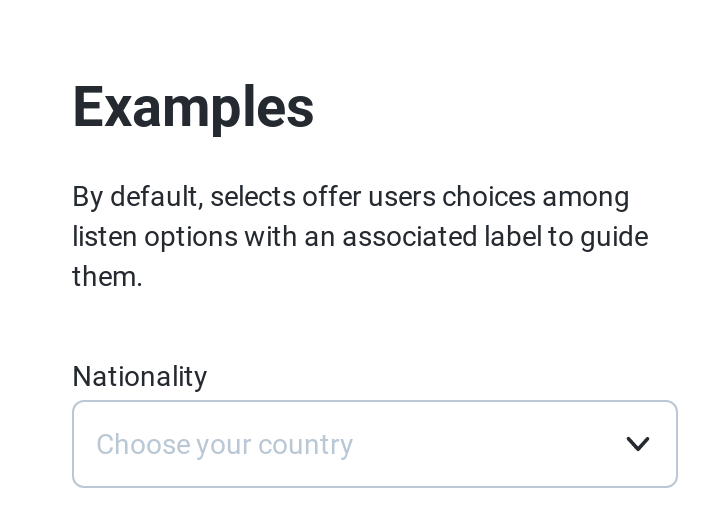 Examples
By default, selects offer users choices among
listen options with an associated label to guide
them.
Nationality
Choose your country